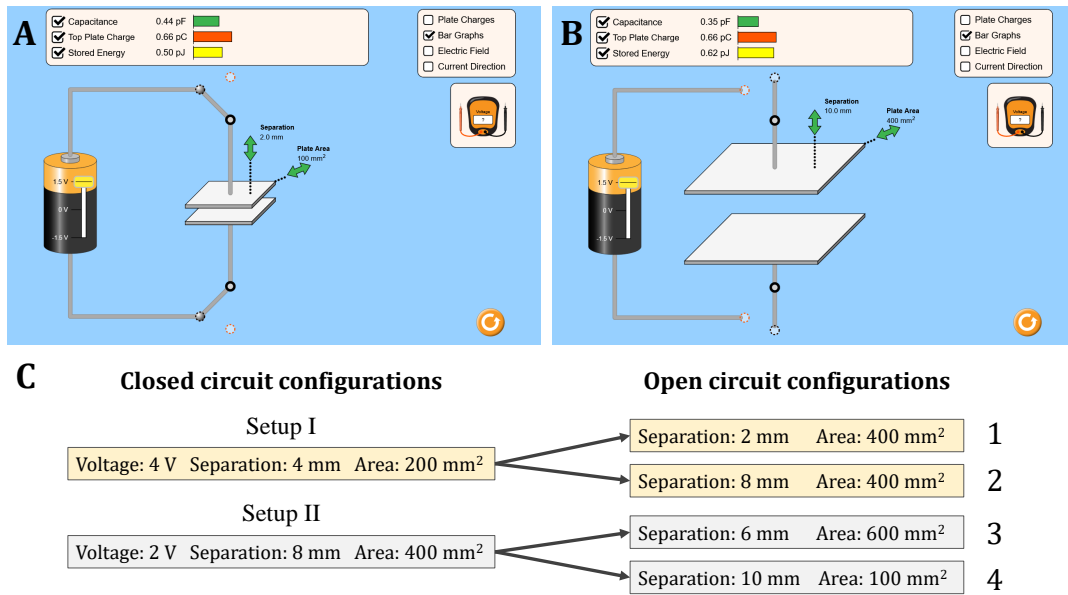 A
Capacitance 0.44 pF
Top Plate Charge 0.66 pC
Stored Energy 0.50 pJ
Plate Charges
Bar Graphs
Electric Field
Current Direction
Voltage
?
Separation
2.0 mm
Plate Area
100 mm²
1.5 V
0 V
-1.5 V
B
Capacitance 0.35 pF
Top Plate Charge 0.66 pC
Stored Energy 0.62 pJ
Plate Charges
Bar Graphs
Electric Field
Current Direction
Voltage
?
Separation
10.0 mm
Plate Area
400 mm²
1.5 V
0 V
-1.5 V
C
Closed circuit configurations
Open circuit configurations
Setup I
Voltage: 4 V Separation: 4 mm Area: 200 mm²
Separation: 2 mm Area: 400 mm² 1
Separation: 8 mm Area: 400 mm² 2
Setup II
Voltage: 2 V Separation: 8 mm Area: 400 mm²
Separation: 6 mm Area: 600 mm² 3
Separation: 10 mm Area: 100 mm² 4